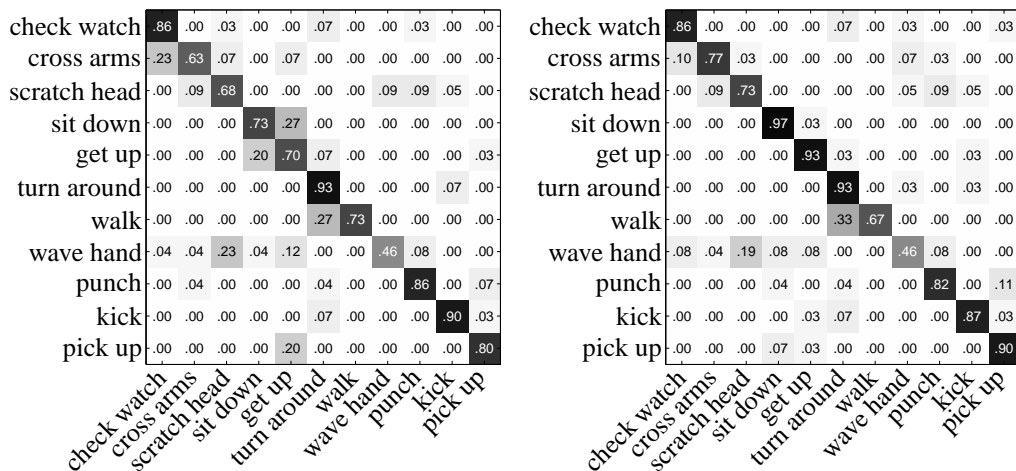 check watch .86 .00 .03 .00 .00 .07 .00 .00 .03 .00 .00
cross arms .23 .63 .07 .00 .07 .00 .00 .00 .00 .00 .00
scratch head .00 .09 .68 .00 .00 .00 .00 .09 .09 .05 .00
sit down .00 .00 .00 .73 .27 .00 .00 .00 .00 .00 .00
get up .00 .00 .00 .20 .70 .07 .00 .00 .00 .00 .03
turn around .00 .00 .00 .00 .00 .93 .00 .00 .00 .07 .00
walk .00 .00 .00 .00 .00 .27 .73 .00 .00 .00 .00
wave hand .04 .04 .23 .04 .12 .00 .00 .46 .08 .00 .00
punch .00 .04 .00 .00 .00 .04 .00 .00 .86 .00 .07
kick .00 .00 .00 .00 .00 .07 .00 .00 .00 .90 .03
pick up .00 .00 .00 .00 .20 .00 .00 .00 .00 .00 .80
check watch
cross arms
scratch head
sit down
get up
turn around
walk
wave hand
punch
kick
pick up
check watch .86 .00 .00 .00 .00 .07 .00 .03 .00 .00 .03
cross arms .10 .77 .03 .00 .00 .00 .00 .07 .03 .00 .00
scratch head .00 .09 .73 .00 .00 .00 .00 .05 .09 .05 .00
sit down .00 .00 .00 .97 .03 .00 .00 .00 .00 .00 .00
get up .00 .00 .00 .00 .93 .03 .00 .00 .00 .03 .00
turn around .00 .00 .00 .00 .00 .93 .00 .03 .00 .03 .00
walk .00 .00 .00 .00 .00 .33 .67 .00 .00 .00 .00
wave hand .08 .04 .19 .08 .08 .00 .00 .46 .08 .00 .00
punch .00 .00 .00 .04 .00 .04 .00 .00 .82 .00 .11
kick .00 .00 .00 .00 .03 .07 .00 .00 .00 .87 .03
pick up .00 .00 .00 .07 .03 .00 .00 .00 .00 .00 .90
check watch
cross arms
scratch head
sit down
get up
turn around
walk
wave hand
punch
kick
pick up